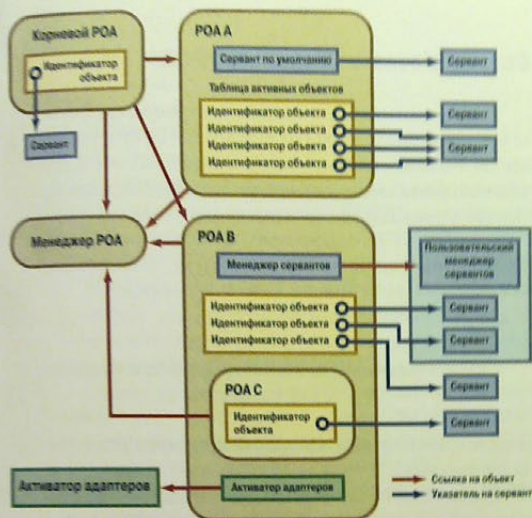 Корневой POA
Идентификатор
объекта
Сервант
POA A
Сервант по умолчанию
Сервант
Таблица активных объектов
Идентификатор объекта
Идентификатор объекта
Идентификатор объекта
Идентификатор объекта
Сервант
Сервант
Менеджер POA
POA B
Менеджер сервантов
Пользовательский
менеджер
сервантов
Идентификатор объекта
Идентификатор объекта
Идентификатор объекта
Сервант
Сервант
Сервант
POA C
Идентификатор
объекта
Сервант
Активатор адаптеров
Активатор адаптеров
Ссылка на объект
Указатель на сервант